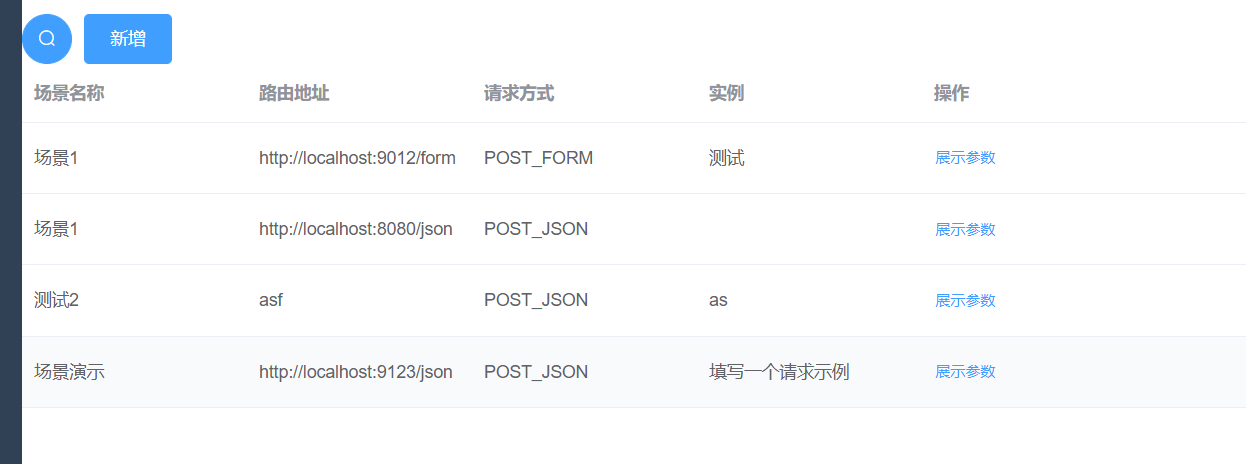 新增
场景名称 路由地址 请求方式 实例 操作
场景1 http://localhost:9012/form POST_FORM 测试 展示参数
场景1 http://localhost:8080/json POST_JSON 展示参数
测试2 asf POST_JSON as 展示参数
场景演示 http://localhost:9123/json POST_JSON 填写一个请求示例 展示参数